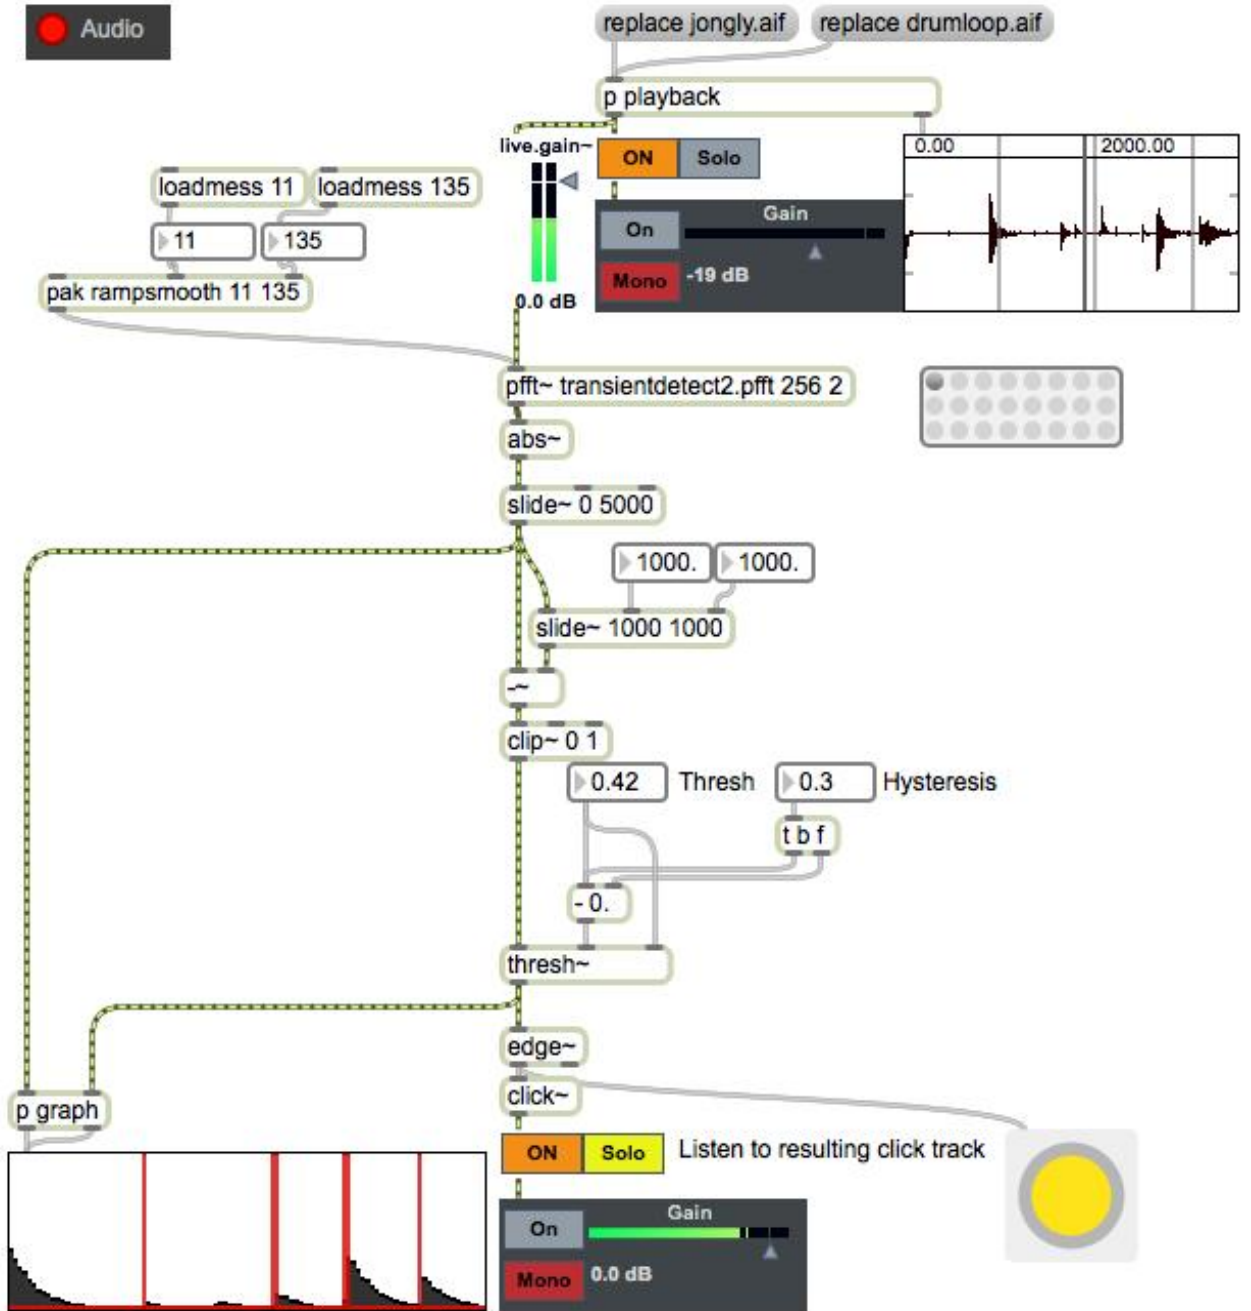 Audio
replace jongly.aif
replace drumloop.aif
p playback
live.gain~
ON
Solo
0.00
2000.00
loadmess 11
loadmess 135
Gain
On
11
135
-19 dB
Mono
pak rampsmooth 11 135
0.0 dB
pfft~ transientdetect2.pfft 256 2
abs~
slide~ 0 5000
1000.
1000.
slide~ 1000 1000
-~
clip~ 0 1
0.42
Thresh
0.3
Hysteresis
t b f
- 0.
thresh~
edge~
click~
p graph
ON
Solo
Listen to resulting click track
Gain
On
Mono
0.0 dB